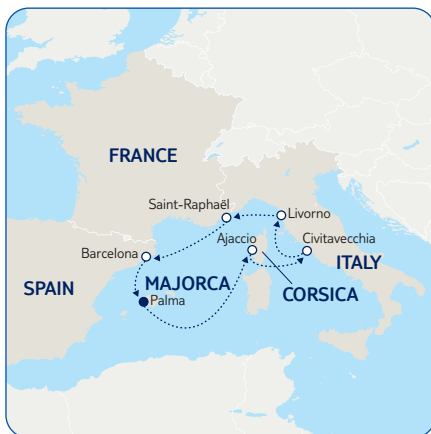 FRANCE
Saint-Raphaël
Livorno
Ajaccio
Civitavecchia
Barcelona
ITALY
SPAIN
MAJORCA
CORSICA
Palma